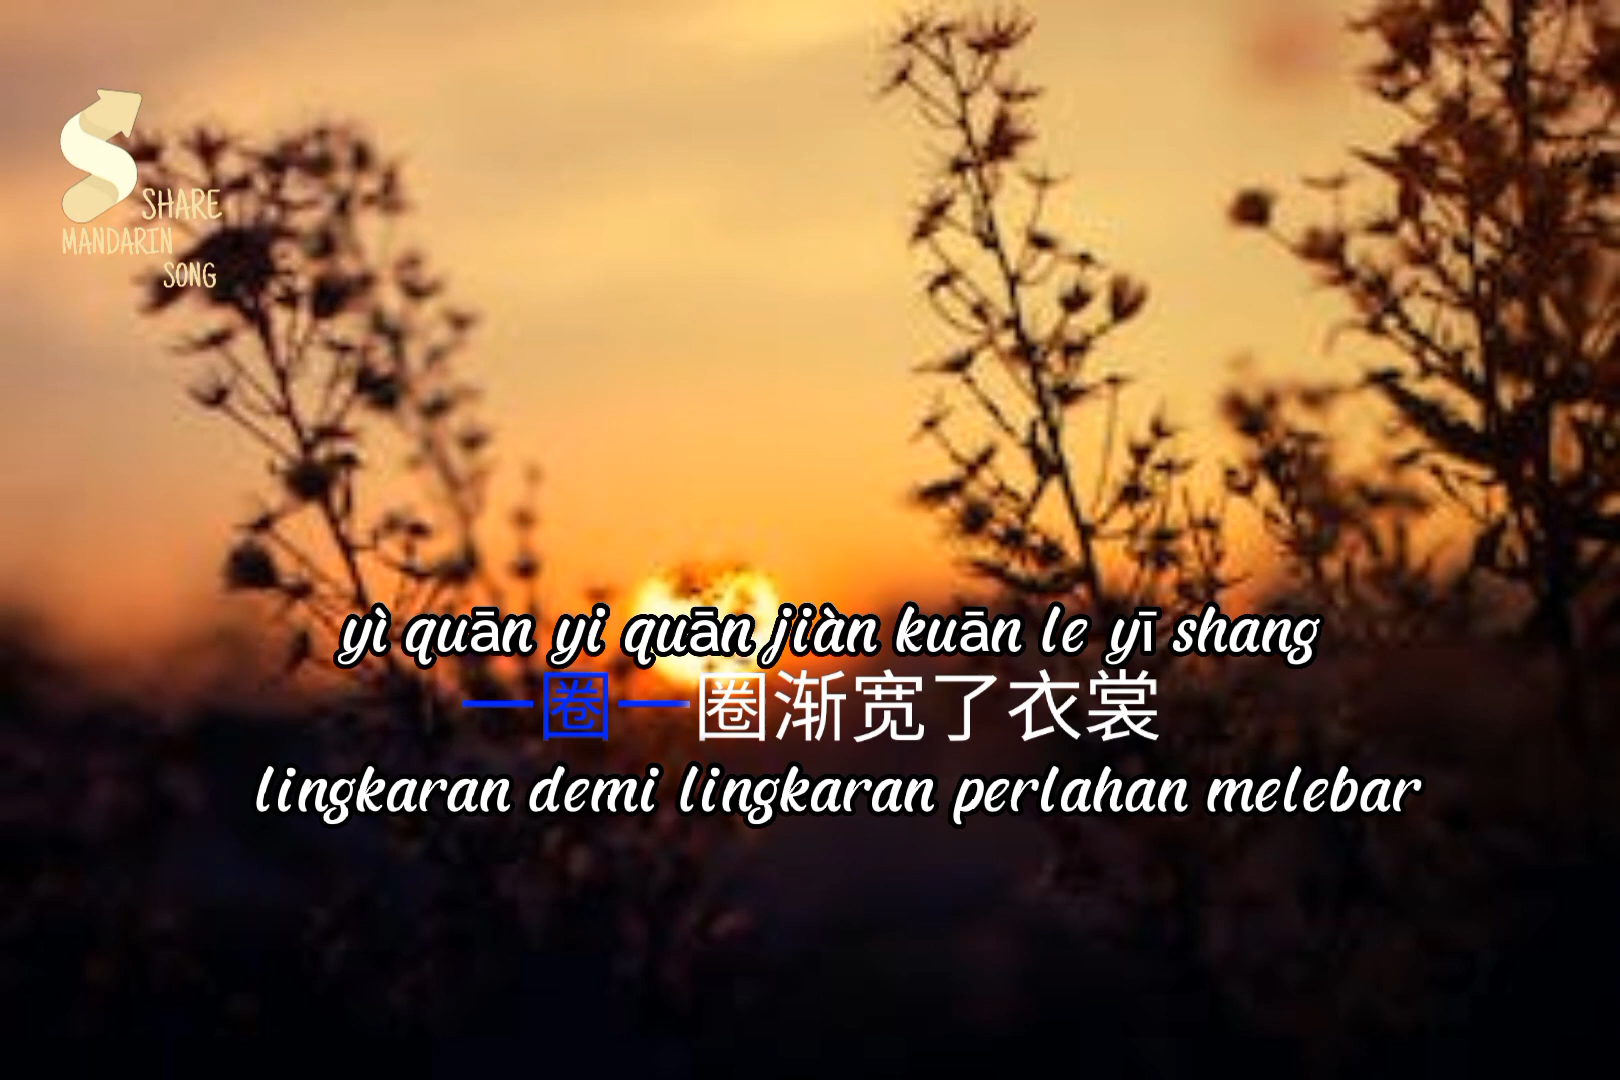 SHARE
MANDARIN
SONG
yì quān yi quān jiàn kuān le yī shang
一圈一圈渐宽了衣裳
lingkaran demi lingkaran perlahan melebar